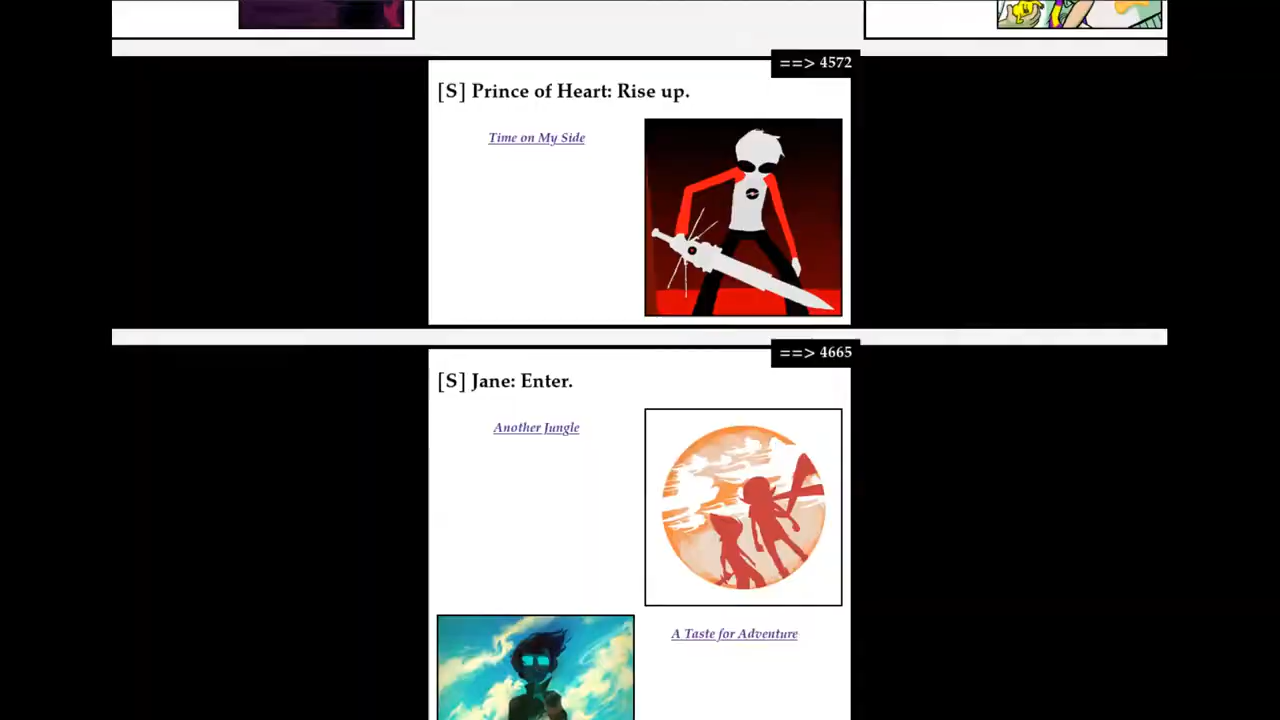 ==> 4572
[S] Prince of Heart: Rise up.
Time on My Side
==> 4665
[S] Jane: Enter.
Another Jungle
A Taste for Adventure